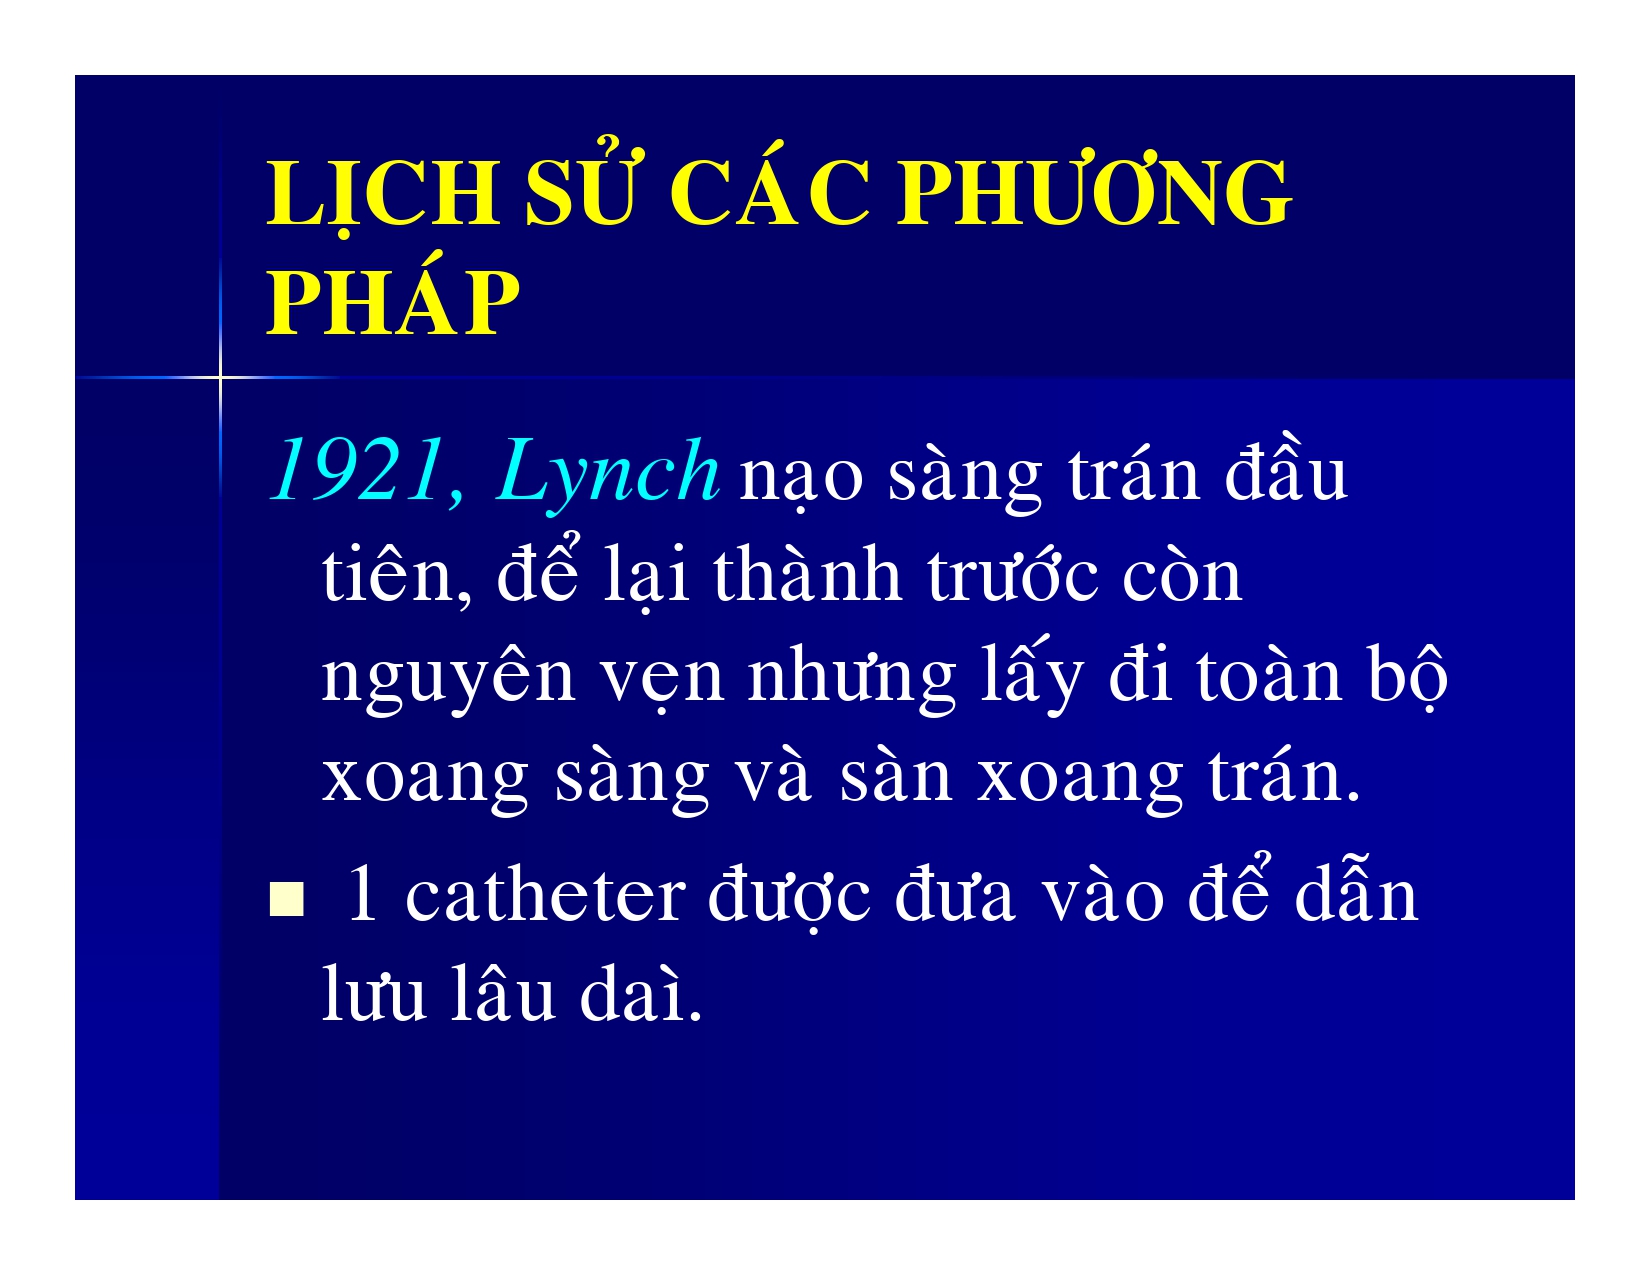 LỊCH SỬ CÁC PHƯƠNG
PHÁP
1921, Lynch nạo sàng trán đầu
tiên, để lại thành trước còn
nguyên vẹn nhưng lấy đi toàn bộ
xoang sàng và sàn xoang trán.
1 catheter được đưa vào để dẫn
lưu lâu daì.